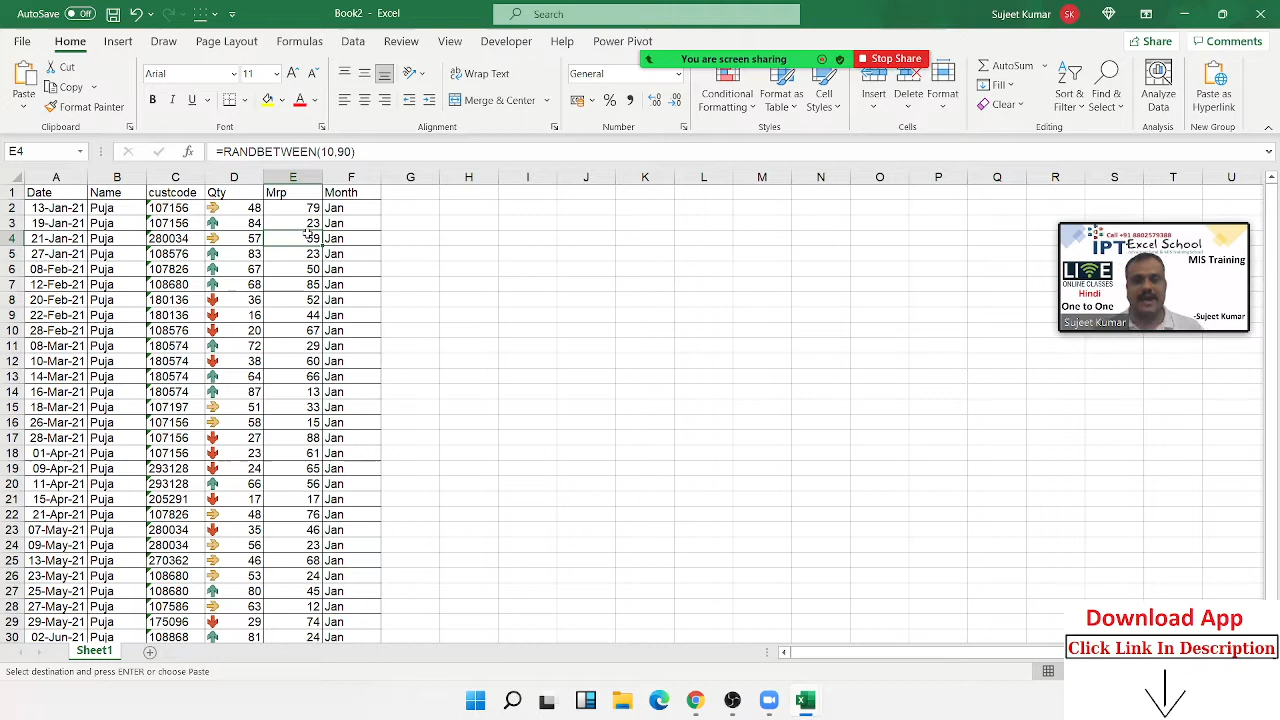 AutoSave Off Book2 - Excel Search Sujeet Kumar SK
File Home Insert Draw Page Layout Formulas Data Review View Developer Help Power Pivot Share Comments
You are screen sharing Stop Share
Cut Copy Format Painter Paste
Arial 11 Wrap Text General Conditional Formatting Format as Table Cell Styles Insert Delete Format AutoSum Fill Clear Sort & Filter Find & Select Analyze Data Paste as Hyperlink
B I U Merge & Center
Clipboard Font Alignment Number Cells Editing Analysis New Group
E4 fx =RANDBETWEEN(10,90)
A B C D E F G H I J K L M N O P Q R S T U
1 Date Name custcode Qty Mrp Month
2 13-Jan-21 Puja 107156 48 79 Jan
3 19-Jan-21 Puja 107156 84 23 Jan
4 21-Jan-21 Puja 280034 57 Jan
5 27-Jan-21 Puja 108576 83 23 Jan
6 08-Feb-21 Puja 107826 67 50 Jan
7 12-Feb-21 Puja 108680 68 85 Jan
8 20-Feb-21 Puja 180136 36 52 Jan
9 22-Feb-21 Puja 180136 16 44 Jan
10 28-Feb-21 Puja 108576 20 67 Jan
11 08-Mar-21 Puja 180574 72 29 Jan
12 10-Mar-21 Puja 180574 38 60 Jan
13 14-Mar-21 Puja 180574 64 66 Jan
14 16-Mar-21 Puja 180574 87 13 Jan
15 18-Mar-21 Puja 107197 51 33 Jan
16 26-Mar-21 Puja 107156 58 15 Jan
17 28-Mar-21 Puja 107156 27 88 Jan
18 01-Apr-21 Puja 107156 23 61 Jan
19 09-Apr-21 Puja 293128 24 65 Jan
20 11-Apr-21 Puja 293128 66 56 Jan
21 15-Apr-21 Puja 205291 17 17 Jan
22 21-Apr-21 Puja 107826 48 76 Jan
23 07-May-21 Puja 280034 35 46 Jan
24 09-May-21 Puja 280034 56 23 Jan
25 13-May-21 Puja 270362 46 68 Jan
26 23-May-21 Puja 108680 53 24 Jan
27 25-May-21 Puja 108680 80 45 Jan
28 27-May-21 Puja 107586 63 12 Jan
29 29-May-21 Puja 175096 29 74 Jan
30 02-Jun-21 Puja 108868 81 24 Jan
Call +91 8802579388
IPT Excel School
MIS Training
LIVE
ONLINE CLASSES
Hindi
One to One
-Sujeet Kumar
Sujeet Kumar
Download App
Click Link In Description
Sheet1
Select destination and press ENTER or choose Paste